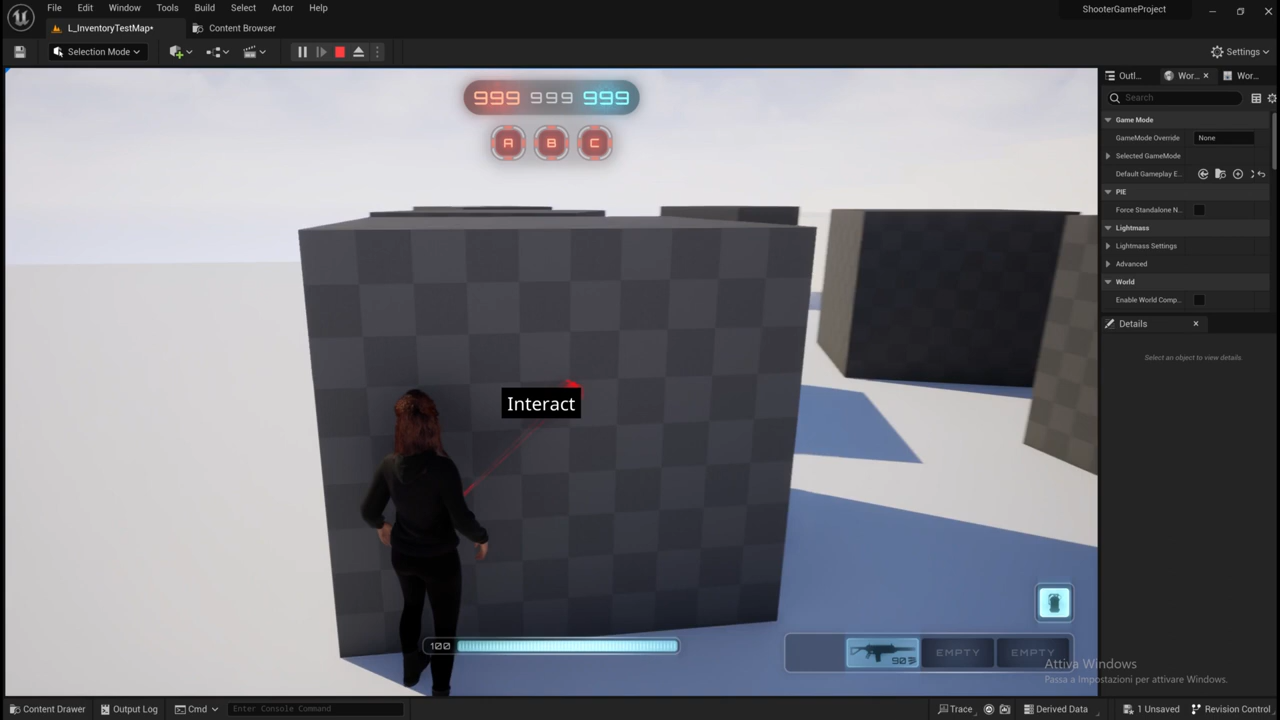 File Edit Window Tools Build Select Actor Help
ShooterGameProject
L_InventoryTestMap*
Content Browser
Selection Mode
Settings
Outl...
Wor...
Wor...
Search
Game Mode
GameMode Override
None
Selected GameMode
Default Gameplay E...
PIE
Force Standalone N...
Lightmass
Lightmass Settings
Advanced
World
Enable World Comp...
Details
Select an object to view details.
999 999 999
A B C
Interact
100
903
EMPTY
EMPTY
Attiva Windows
Passa a Impostazioni per attivare Windows.
Content Drawer
Output Log
Cmd
Enter Console Command
Trace
Derived Data
1 Unsaved
Revision Control